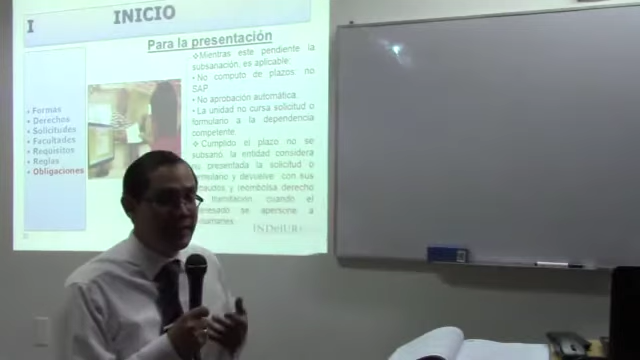 I
INICIO
Para la presentación
Mientras este pendiente la
subsanación, es aplicable:
• No computo de plazos: no
SAP
• No aprobación automática.
• La unidad no cursa solicitud o
formulario a la dependencia
competente
❖ Cumplido el plazo no se
subsanó, la entidad considera
no presentada la solicitud o
formulario y devuelve con sus
recaudos y reembolsa derecho
tramitación cuando el
interesado se apersone a
• Formas
• Derechos
• Solicitudes
• Facultades
• Requisitos
• Reglas
• Obligaciones